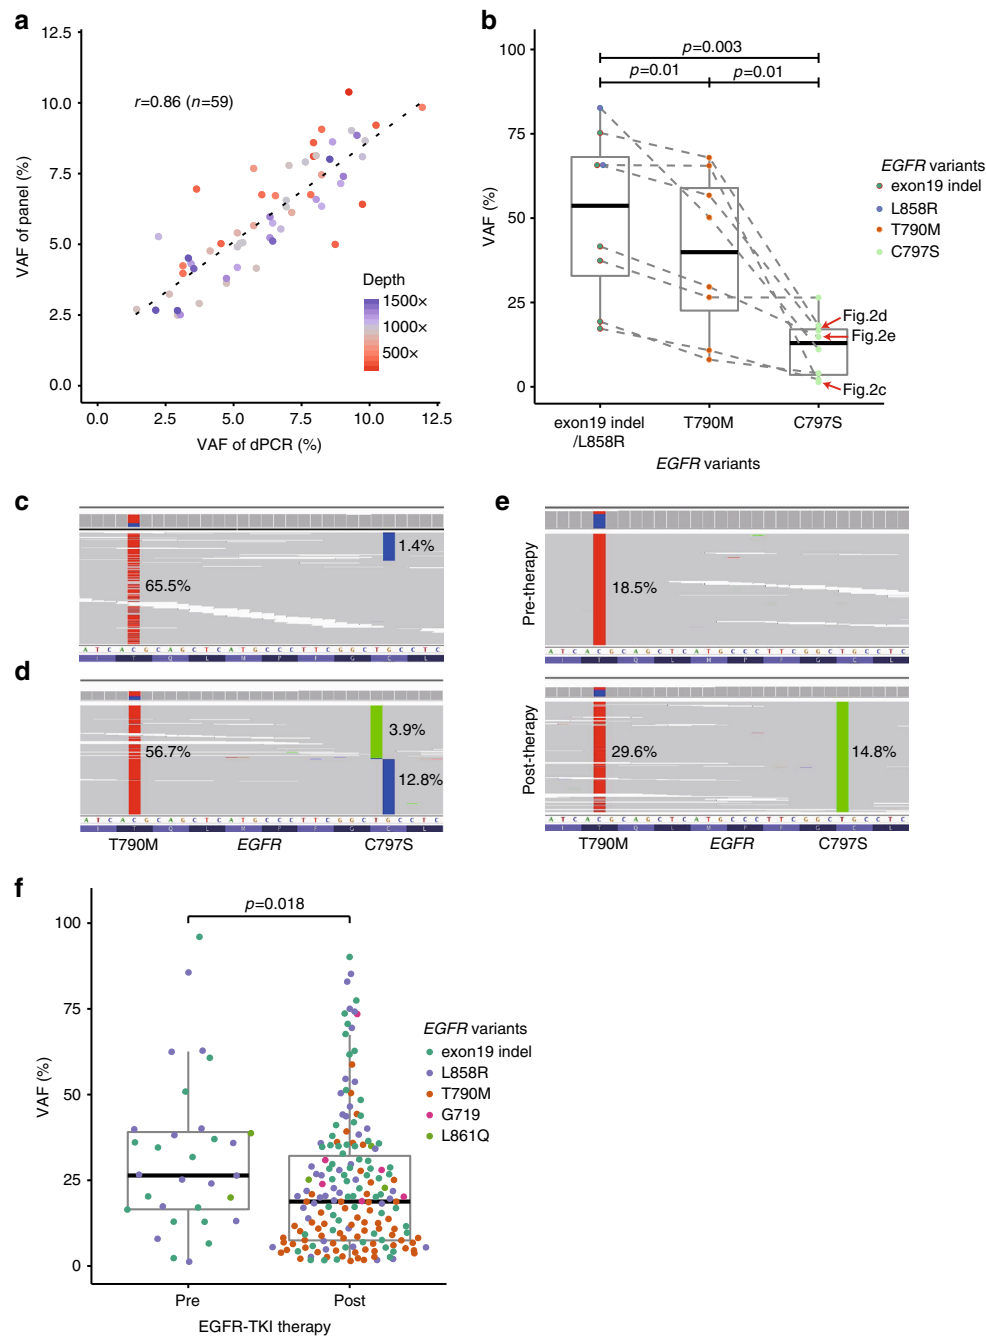 a
12.5
10.0
7.5
5.0
2.5
0.0
VAF of panel (%)
r=0.86 (n=59)
Depth
1500×
1000×
500×
0.0 2.5 5.0 7.5 10.0 12.5
VAF of dPCR (%)
b
100
75
50
25
0
VAF (%)
p=0.003
p=0.01 p=0.01
EGFR variants
exon19 indel
L858R
T790M
C797S
Fig.2d
Fig.2e
Fig.2c
exon19 indel /L858R
T790M
C797S
EGFR variants
c
1.4%
65.5%
A T C A C G C A G C T C A T G C C C T T C G G C T G C C T C
I T Q L M P F G C L
d
3.9%
56.7%
12.8%
A T C A C G C A G C T C A T G C C C T T C G G C T G C C T C
I T Q L M P F G C L
T790M EGFR C797S
e
Pre-therapy
18.5%
A T C A C G C A G C T C A T G C C C T T C G G C T G C C T C
I T Q L M P F G C L
Post-therapy
29.6%
14.8%
A T C A C G C A G C T C A T G C C C T T C G G C T G C C T C
I T Q L M P F G C L
T790M EGFR C797S
f
100
75
50
25
0
VAF (%)
p=0.018
EGFR variants
exon19 indel
L858R
T790M
G719
L861Q
Pre Post
EGFR-TKI therapy